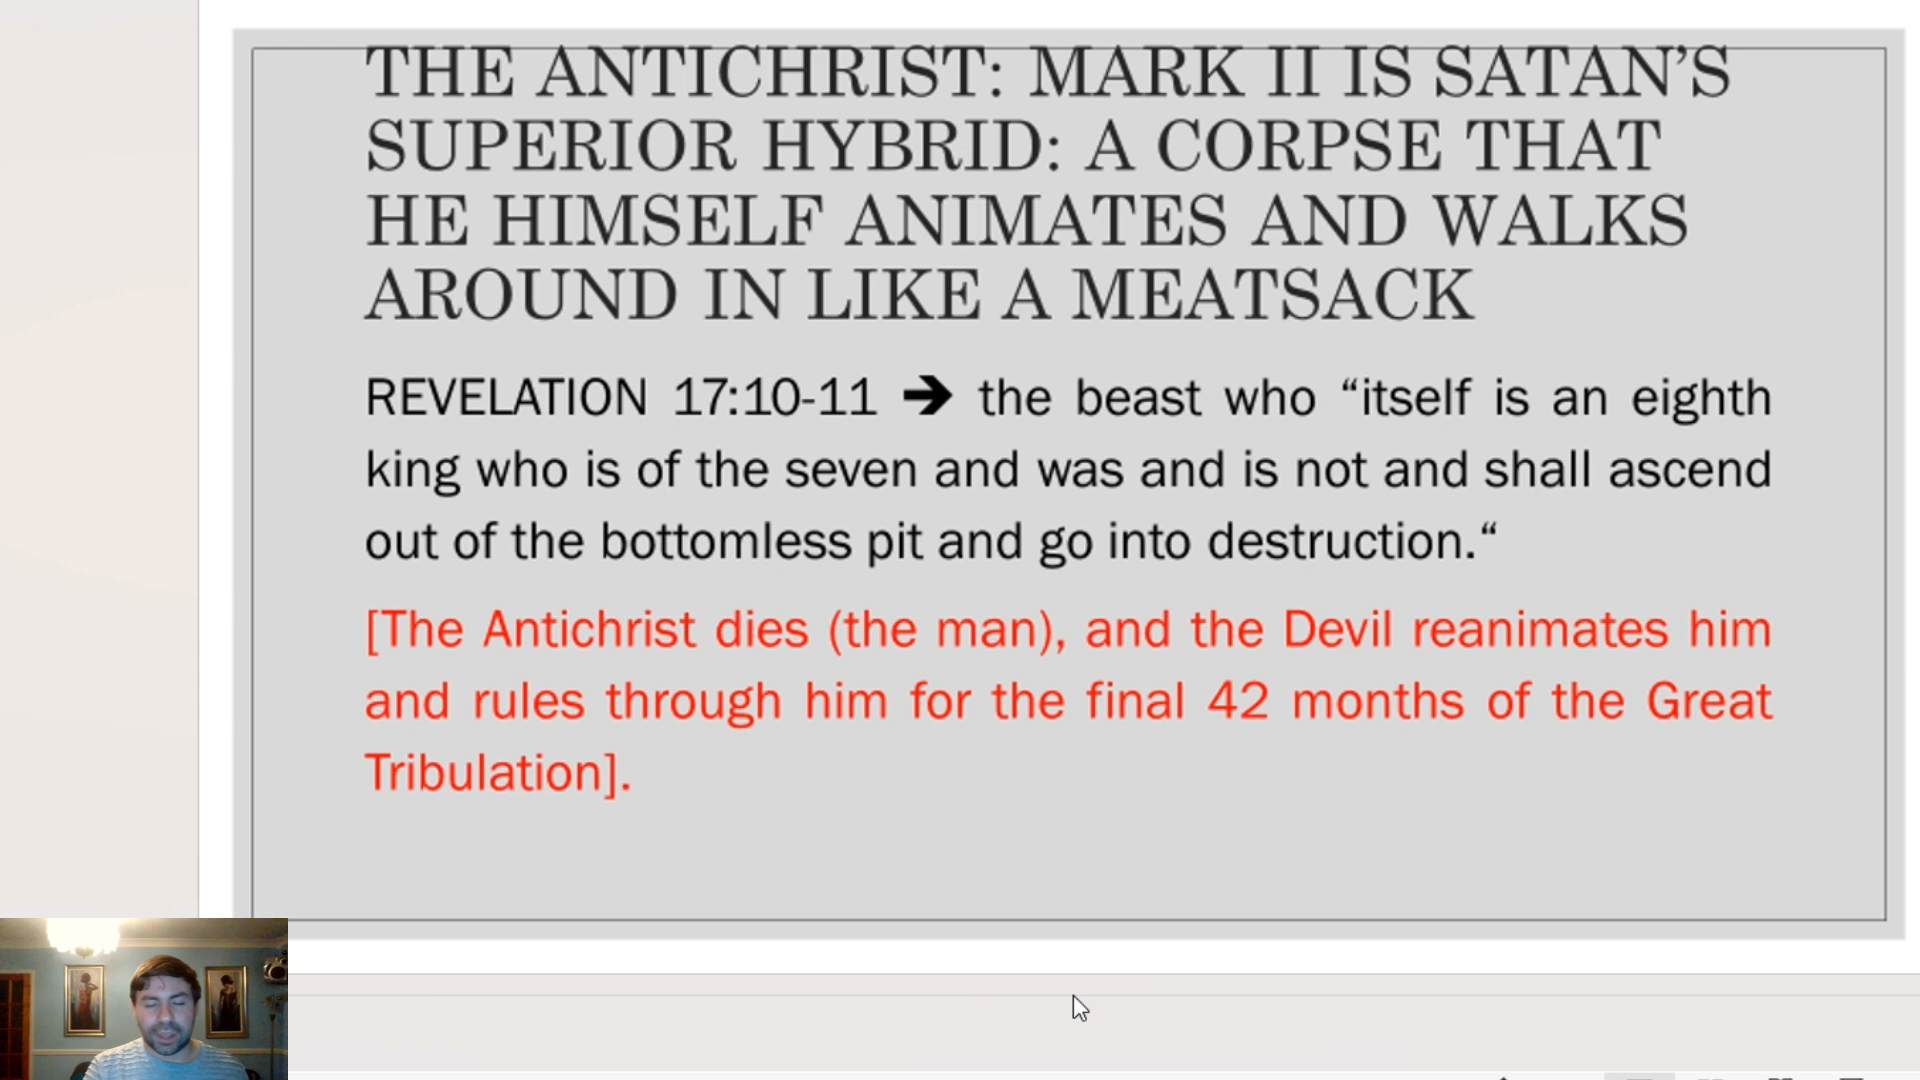 THE ANTICHRIST: MARK II IS SATAN’S
SUPERIOR HYBRID: A CORPSE THAT
HE HIMSELF ANIMATES AND WALKS
AROUND IN LIKE A MEATSACK
REVELATION 17:10-11 ➔ the beast who “itself is an eighth
king who is of the seven and was and is not and shall ascend
out of the bottomless pit and go into destruction.“
[The Antichrist dies (the man), and the Devil reanimates him
and rules through him for the final 42 months of the Great
Tribulation].